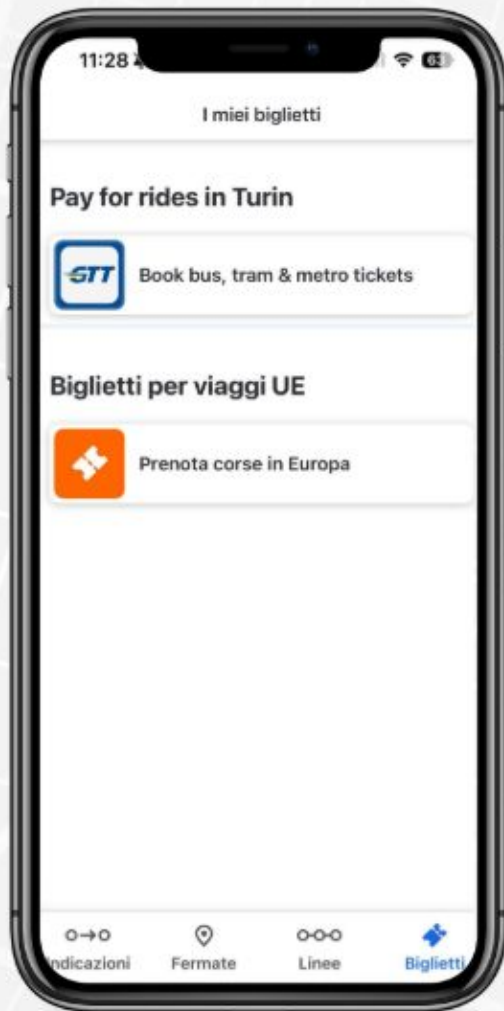 11:28
63
I miei biglietti
Pay for rides in Turin
GTT
Book bus, tram & metro tickets
Biglietti per viaggi UE
Prenota corse in Europa
Indicazioni
Fermate
Linee
Biglietti